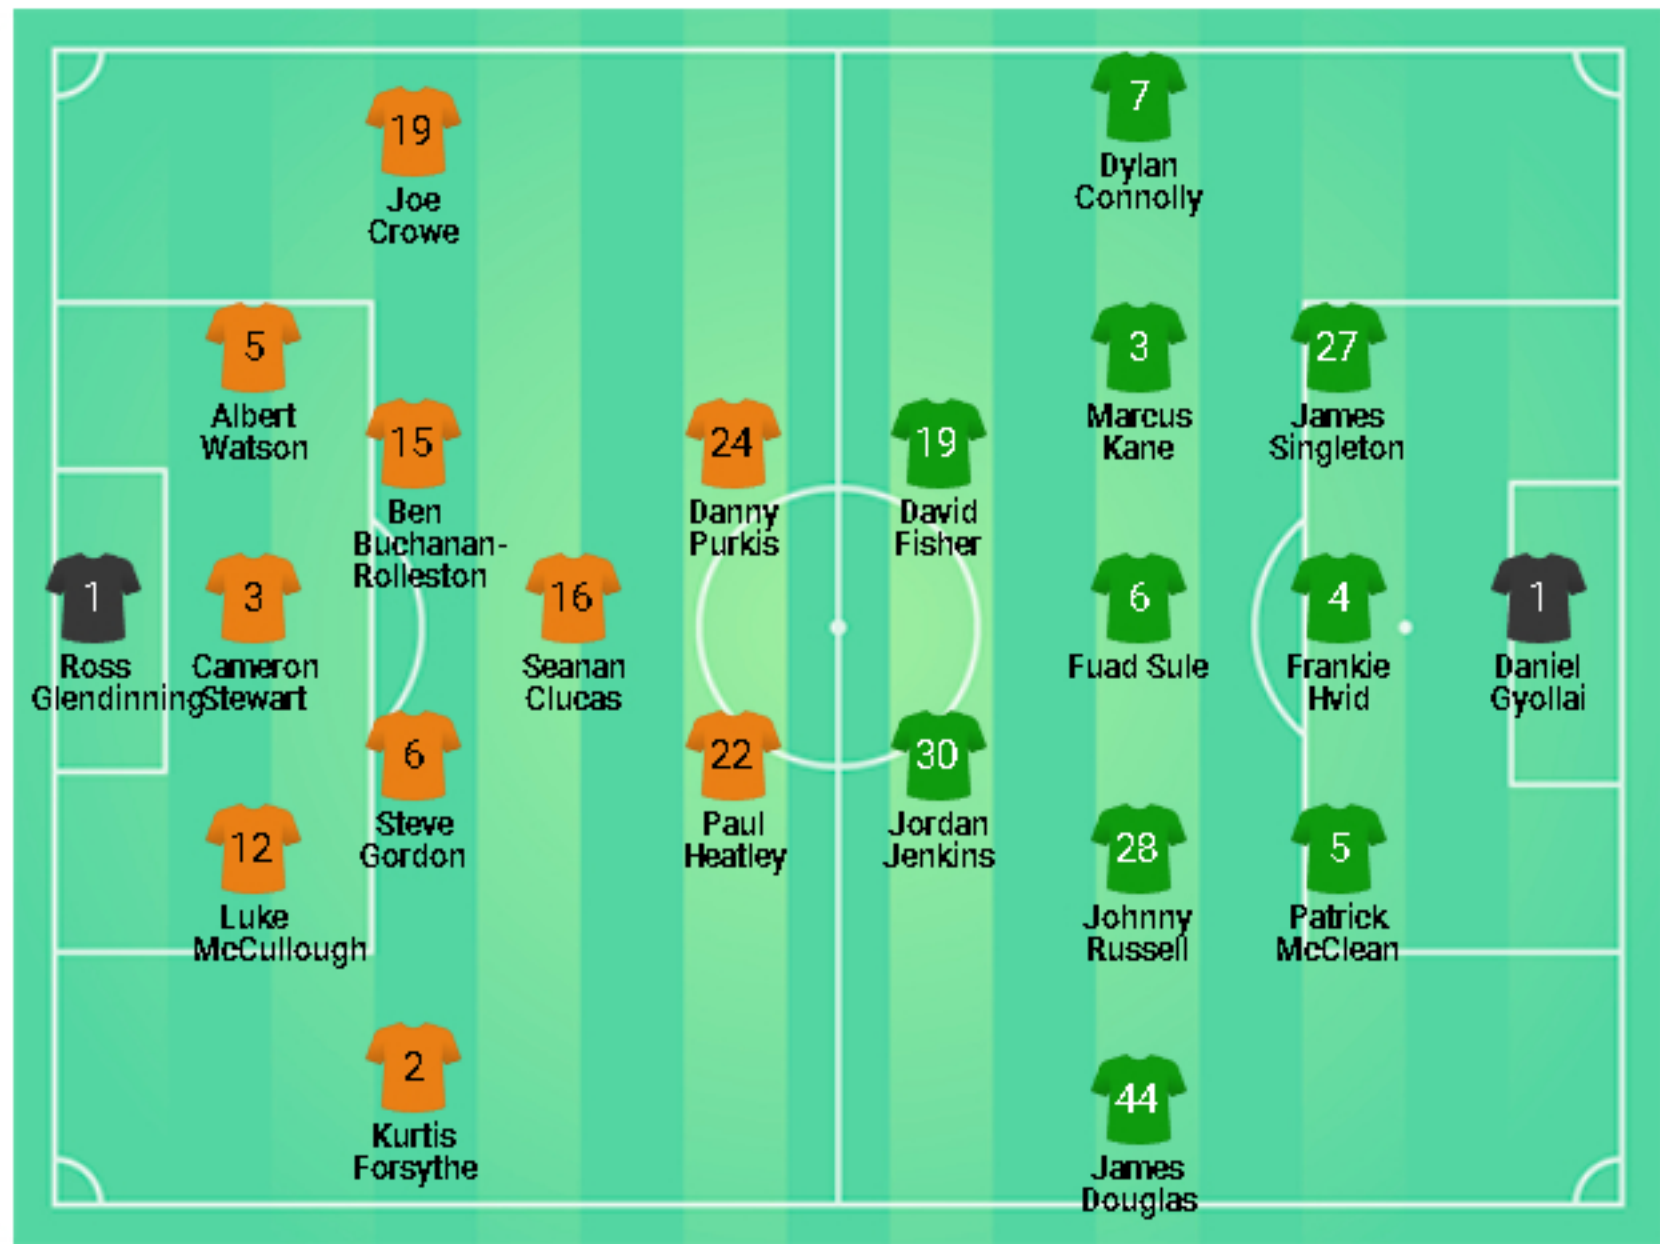 19
Joe
Crowe
5
Albert
Watson
15
Ben
Buchanan-
Rolleston
1
Ross
Glendinning
3
Cameron
Stewart
16
Seanan
Clucas
6
Steve
Gordon
12
Luke
McCullough
2
Kurtis
Forsythe
24
Danny
Purkis
22
Paul
Heatley
19
David
Fisher
30
Jordan
Jenkins
7
Dylan
Connolly
3
Marcus
Kane
6
Fuad Sule
28
Johnny
Russell
44
James
Douglas
27
James
Singleton
4
Frankie
Hvid
5
Patrick
McClean
1
Daniel
Gyollai